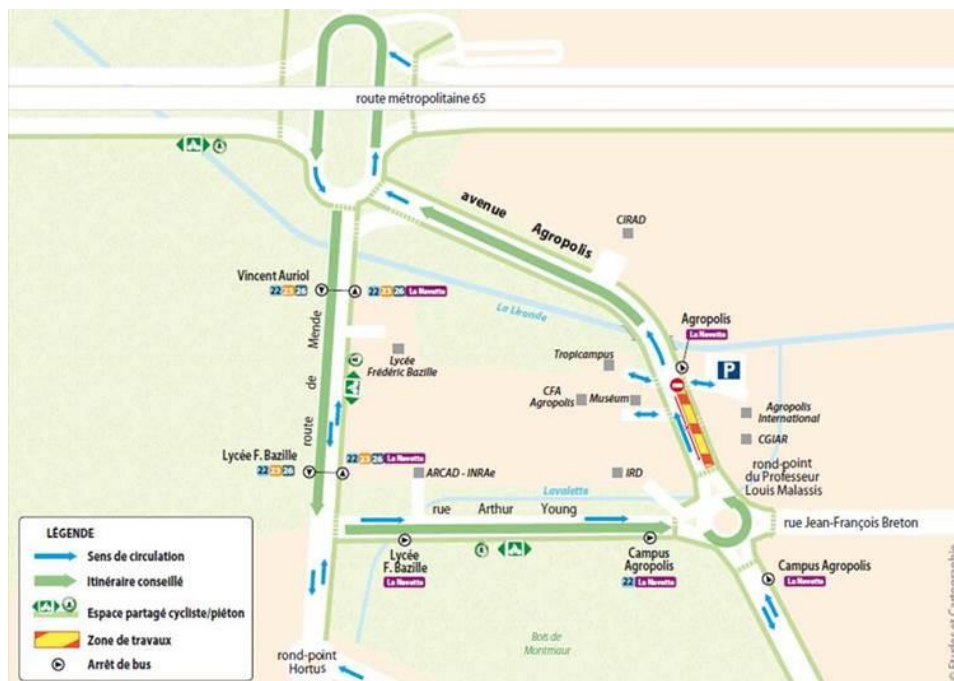 route métropolitaine 65
avenue Agropolis
CIRAD
Vincent Auriol
22 23 26
22 23 26 La Navette
La Lironde
Agropolis
La Navette
route de Mende
Lycée
Frédéric Bazille
Tropicampus
P
CFA
Agropolis
Muséum
Agropolis
International
CGIAR
Lycée F. Bazille
22 23 26
22 23 26 La Navette
ARCAD - INRAe
IRD
rond-point
du Professeur
Louis Malassis
Lavalette
rue Arthur Young
rue Jean-François Breton
LÉGENDE
Sens de circulation
Itinéraire conseillé
Espace partagé cycliste/piéton
Zone de travaux
Arrêt de bus
Lycée
F. Bazille
La Navette
Campus
Agropolis
22 La Navette
Campus Agropolis
La Navette
Bois de
Montmaur
rond-point
Hortus
© Etudes et Cartographie